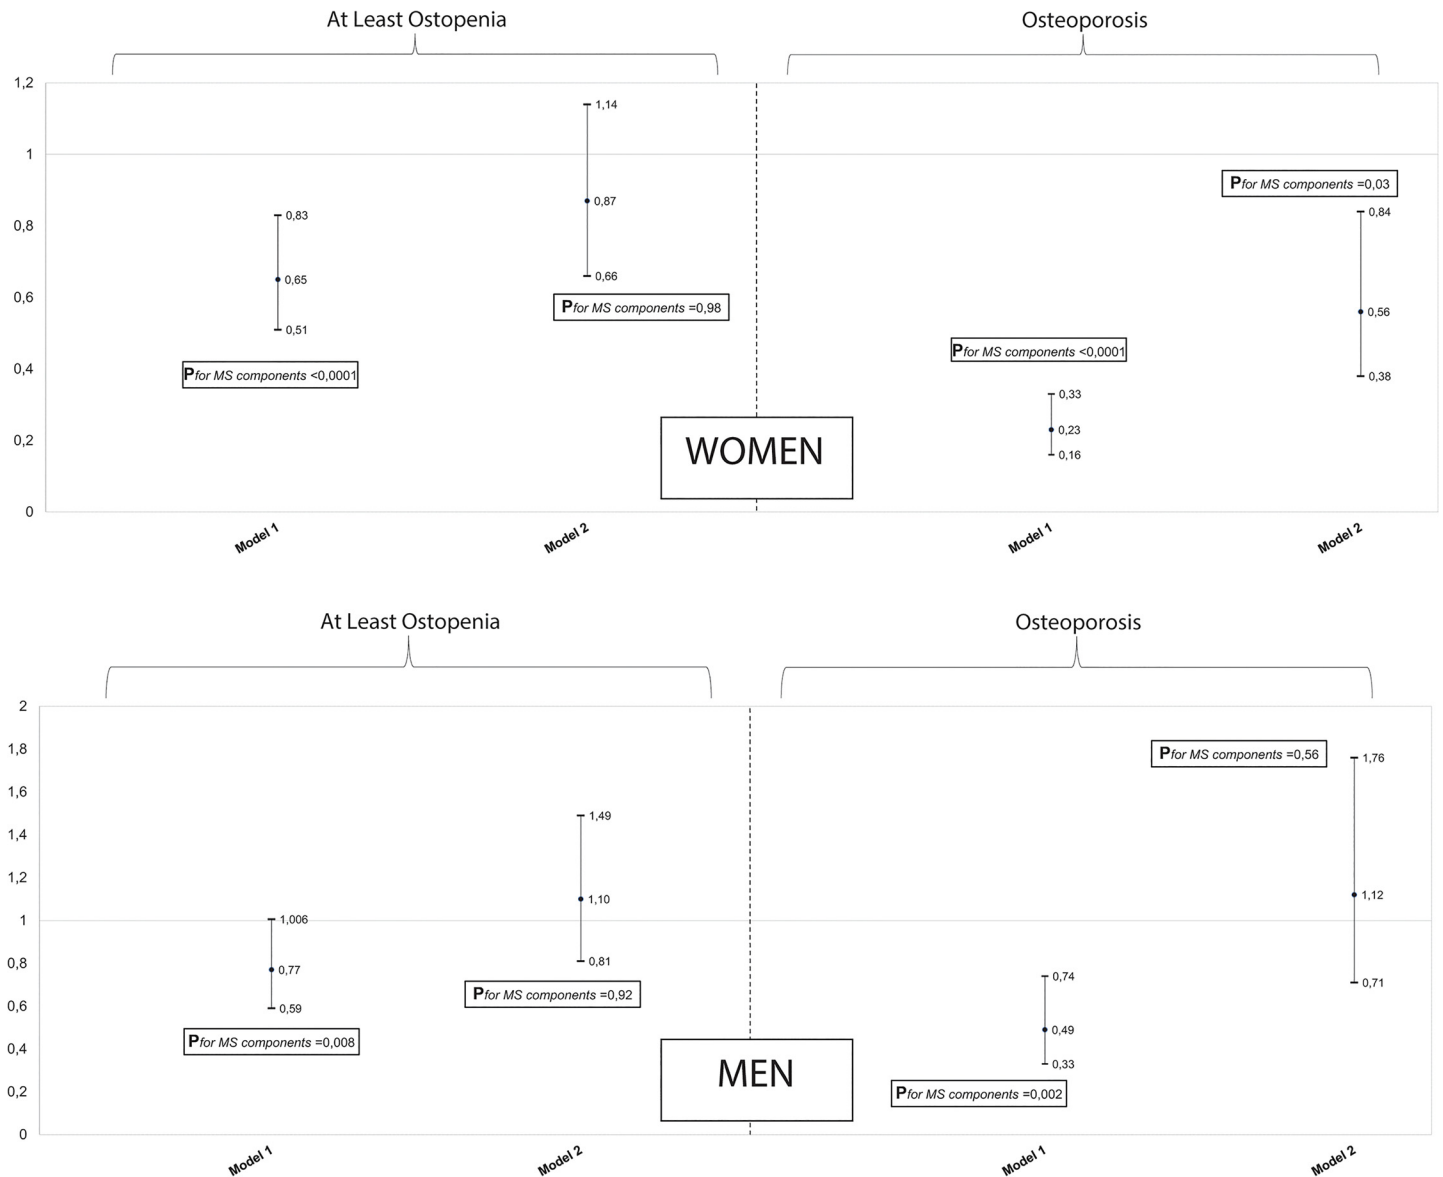 At Least Ostopenia
Osteoporosis
1,2
1
0,8
0,6
0,4
0,2
0
0,83
0,65
0,51
Pfor MS components <0,0001
1,14
0,87
0,66
Pfor MS components =0,98
Pfor MS components <0,0001
0,33
0,23
0,16
Pfor MS components =0,03
0,84
0,56
0,38
WOMEN
Model 1
Model 2
Model 1
Model 2
At Least Ostopenia
Osteoporosis
2
1,8
1,6
1,4
1,2
1
0,8
0,6
0,4
0,2
0
1,006
0,77
0,59
Pfor MS components =0,008
1,49
1,10
0,81
Pfor MS components =0,92
0,74
0,49
0,33
Pfor MS components =0,002
Pfor MS components =0,56
1,76
1,12
0,71
MEN
Model 1
Model 2
Model 1
Model 2